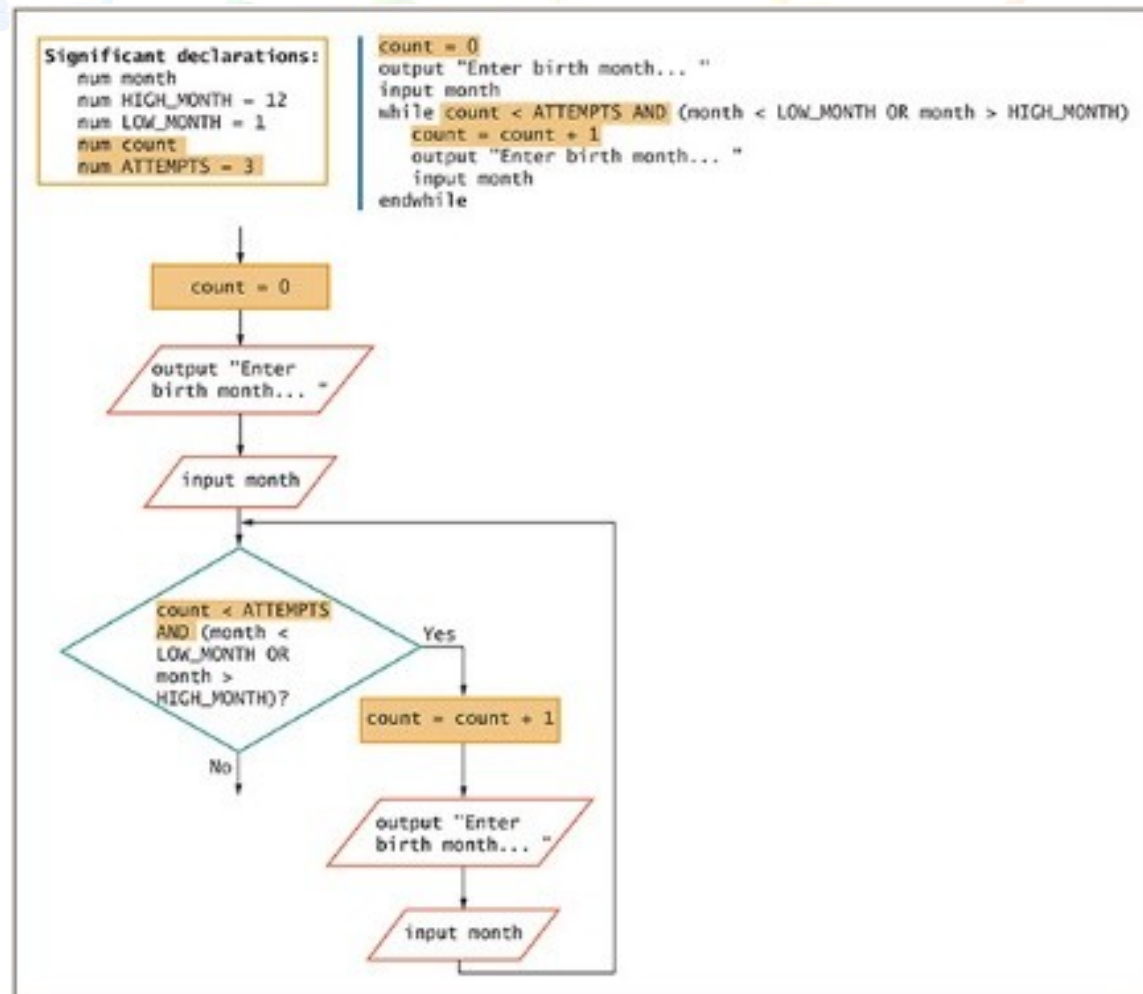 Significant declarations:
num month
num HIGH_MONTH = 12
num LOW_MONTH = 1
num count
num ATTEMPTS = 3
count = 0
output "Enter birth month... "
input month
while count < ATTEMPTS AND (month < LOW_MONTH OR month > HIGH_MONTH)
count = count + 1
output "Enter birth month... "
input month
endwhile
count = 0
output "Enter
birth month... "
input month
count < ATTEMPTS
AND (month <
LOW_MONTH OR
month >
HIGH_MONTH)?
Yes
No
count = count + 1
output "Enter
birth month... "
input month